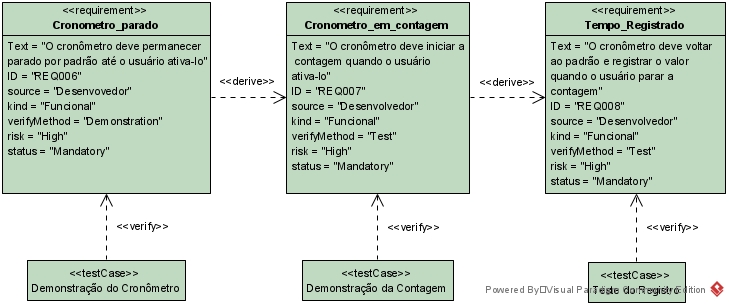 <<requirement>>
Cronometro_parado
Text = "O cronômetro deve permanecer
parado por padrão até o usuário ativa-lo"
ID = "REQ006"
source = "Desenvovedor"
kind = "Funcional"
verifyMethod = "Demonstration"
risk = "High"
status = "Mandatory"
<<derive>>
<<requirement>>
Cronometro_em_contagem
Text = "O cronômetro deve iniciar a
contagem quando o usuário
ativa-lo"
ID = "REQ007"
source = "Desenvolvedor"
kind = "Funcional"
verifyMethod = "Test"
risk = "High"
status = "Mandatory"
<<derive>>
<<requirement>>
Tempo_Registrado
Text = "O cronômetro deve voltar
ao padrão e registrar o valor
quando o usuário parar a
contagem"
ID = "REQ008"
source = "Desenvolvedor"
kind = "Funcional"
verifyMethod = "Test"
risk = "High"
status = "Mandatory"
<<verify>>
<<verify>>
<<verify>>
<<testCase>>
Demonstração do Cronômetro
<<testCase>>
Demonstração da Contagem
<<testCase>>
Teste do Registro
Powered By Visual Paradigm Community Edition